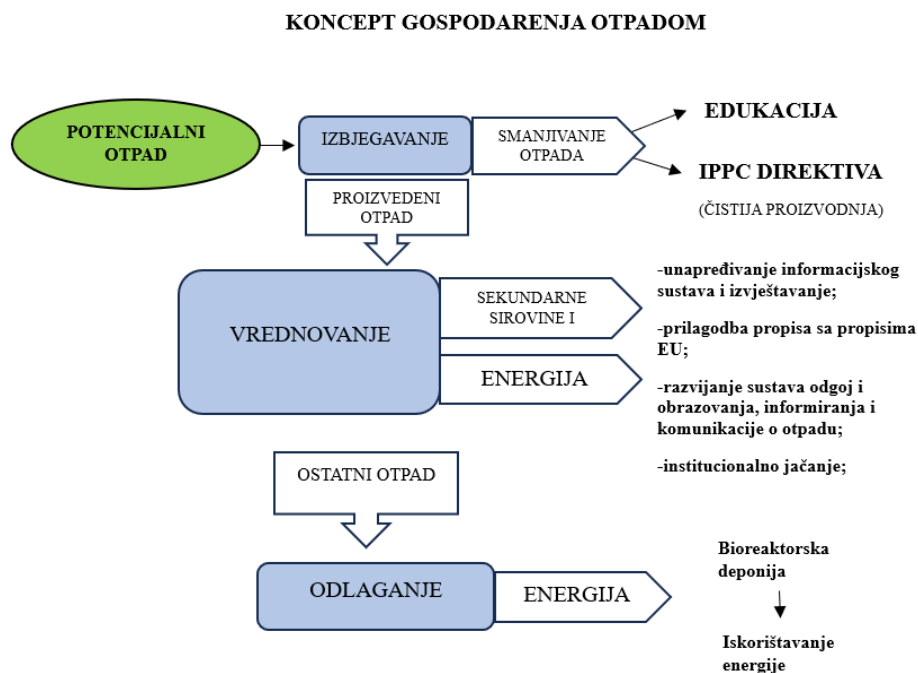 KONCEPT GOSPODARENJA OTPADOM
POTENCIJALNI
OTPAD
IZBJEGAVANJE
SMANJIVANJE
OTPADA
EDUKACIJA
IPPC DIREKTIVA
(ČISTIJA PROIZVODNJA)
PROIZVEDENI
OTPAD
VREDNOVANJE
SEKUNDARNE
SIROVINE I
ENERGIJA
-unapređivanje informacijskog
sustava i izvještavanje;
-prilagodba propisa sa propisima
EU;
-razvijanje sustava odgoj i
obrazovanja, informiranja i
komunikacije o otpadu;
-institucionalno jačanje;
OSTATNI OTPAD
ODLAGANJE
ENERGIJA
Bioreaktorska
deponija
Iskorištavanje
energije